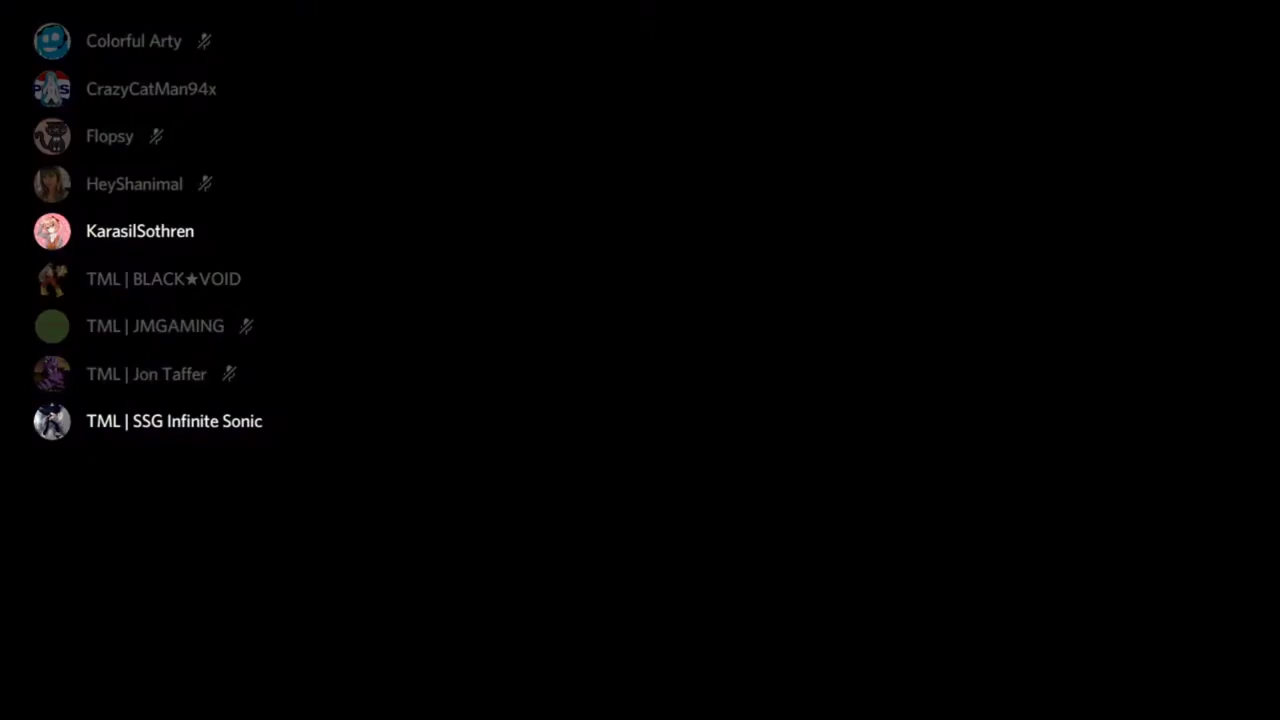 Colorful Arty
CrazyCatMan94x
Flopsy
HeyShanimal
KarasilSothren
TML | BLACK★VOID
TML | JMGAMING
TML | Jon Taffer
TML | SSG Infinite Sonic